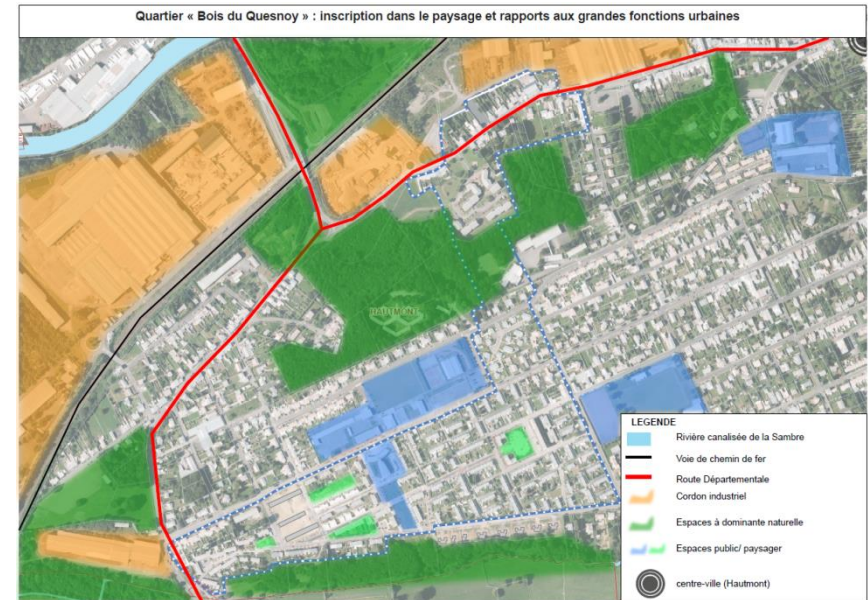 Quartier « Bois du Quesnoy » : inscription dans le paysage et rapports aux grandes fonctions urbaines
HAUTMONT
LEGENDE
Rivière canalisée de la Sambre
Voie de chemin de fer
Route Départementale
Cordon industriel
Espaces à dominante naturelle
Espaces public/ paysager
centre-ville (Hautmont)